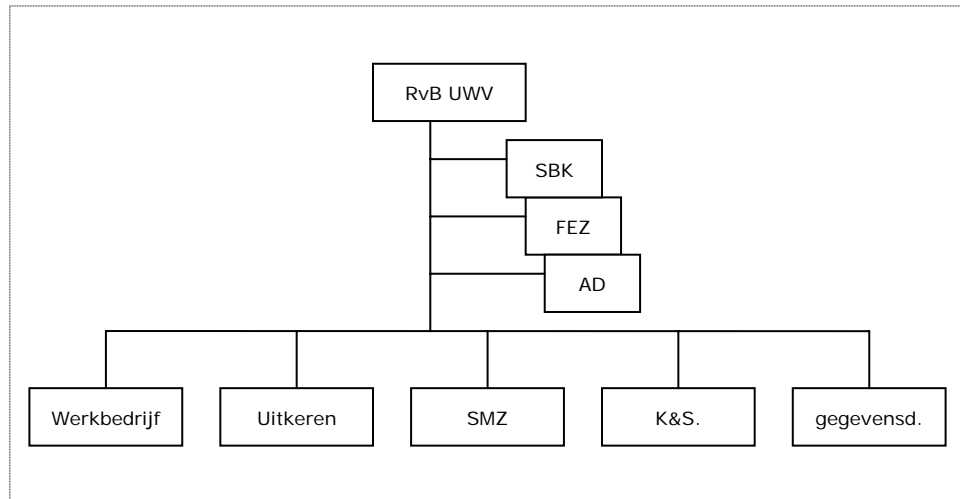 RvB UWV
SBK
FEZ
AD
Werkbedrijf
Uitkeren
SMZ
K&S.
gegevensd.